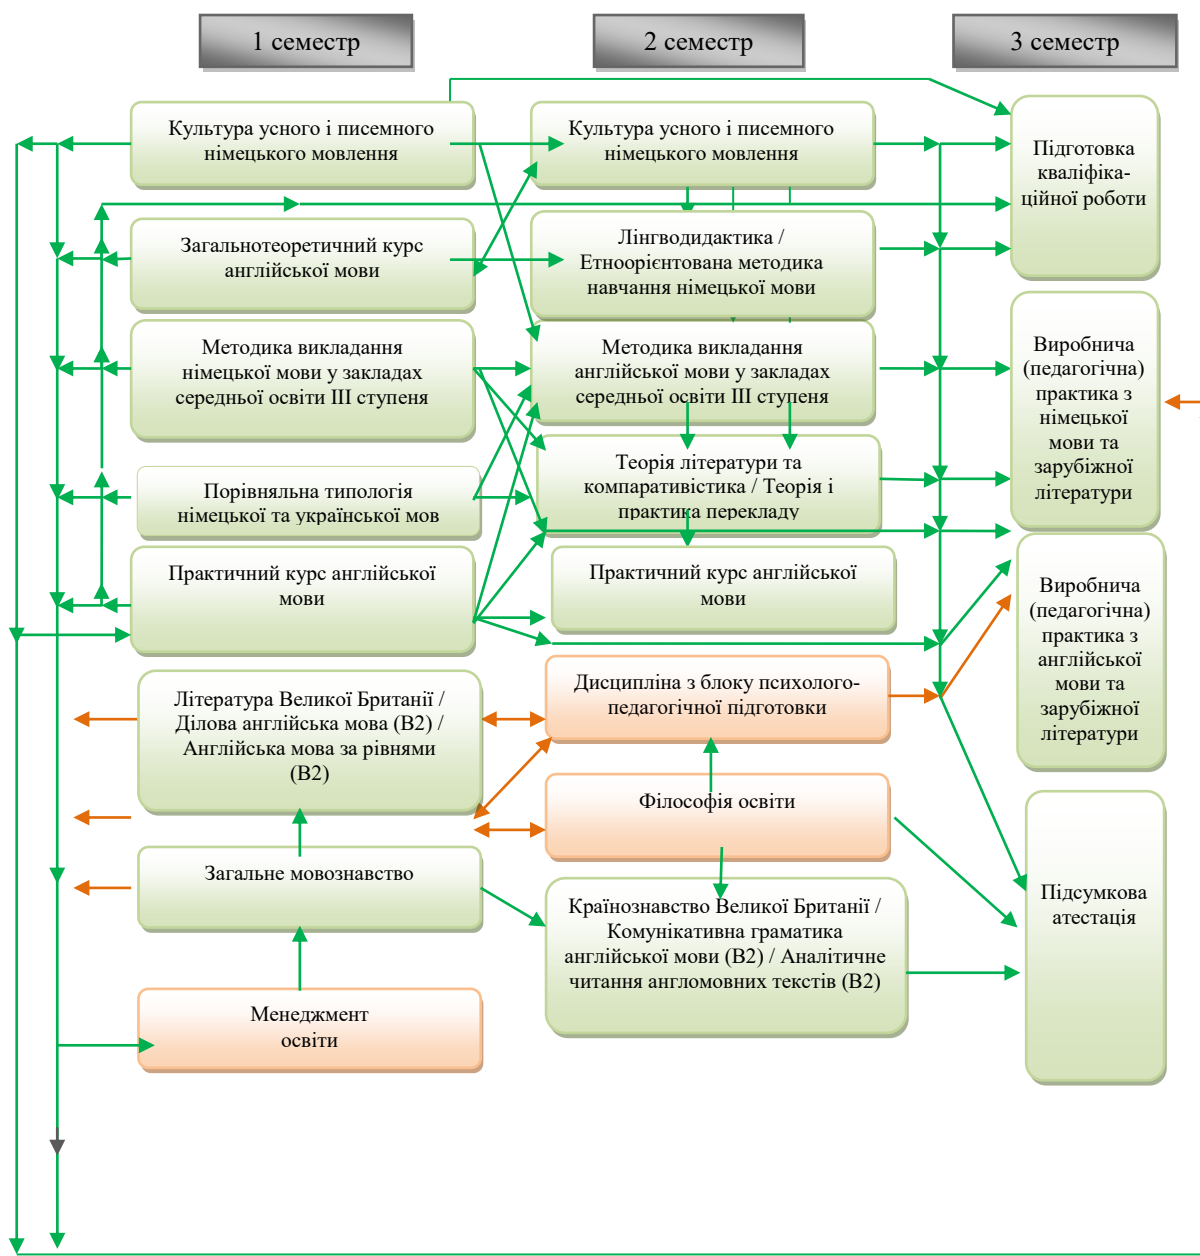 1 семестр
2 семестр
3 семестр
Культура усного і писемного
німецького мовлення
Загальнотеоретичний курс
англійської мови
Методика викладання
німецької мови у закладах
середньої освіти ІІІ ступеня
Порівняльна типологія
німецької та української мов
Практичний курс англійської
мови
Література Великої Британії /
Ділова англійська мова (В2) /
Англійська мова за рівнями
(В2)
Загальне мовознавство
Менеджмент
освіти
Культура усного і писемного
німецького мовлення
Лінгводидактика /
Етноорієнтована методика
навчання німецької мови
Методика викладання
англійської мови у закладах
середньої освіти ІІІ ступеня
Теорія літератури та
компаративістика / Теорія і
практика перекладу
Практичний курс англійської
мови
Дисципліна з блоку психолого-
педагогічної підготовки
Філософія освіти
Країнознавство Великої Британії /
Комунікативна граматика
англійської мови (В2) / Аналітичне
читання англомовних текстів (В2)
Підготовка
кваліфіка-
ційної роботи
Виробнича
(педагогічна)
практика з
німецької
мови та
зарубіжної
літератури
Виробнича
(педагогічна)
практика з
англійської
мови та
зарубіжної
літератури
Підсумкова
атестація